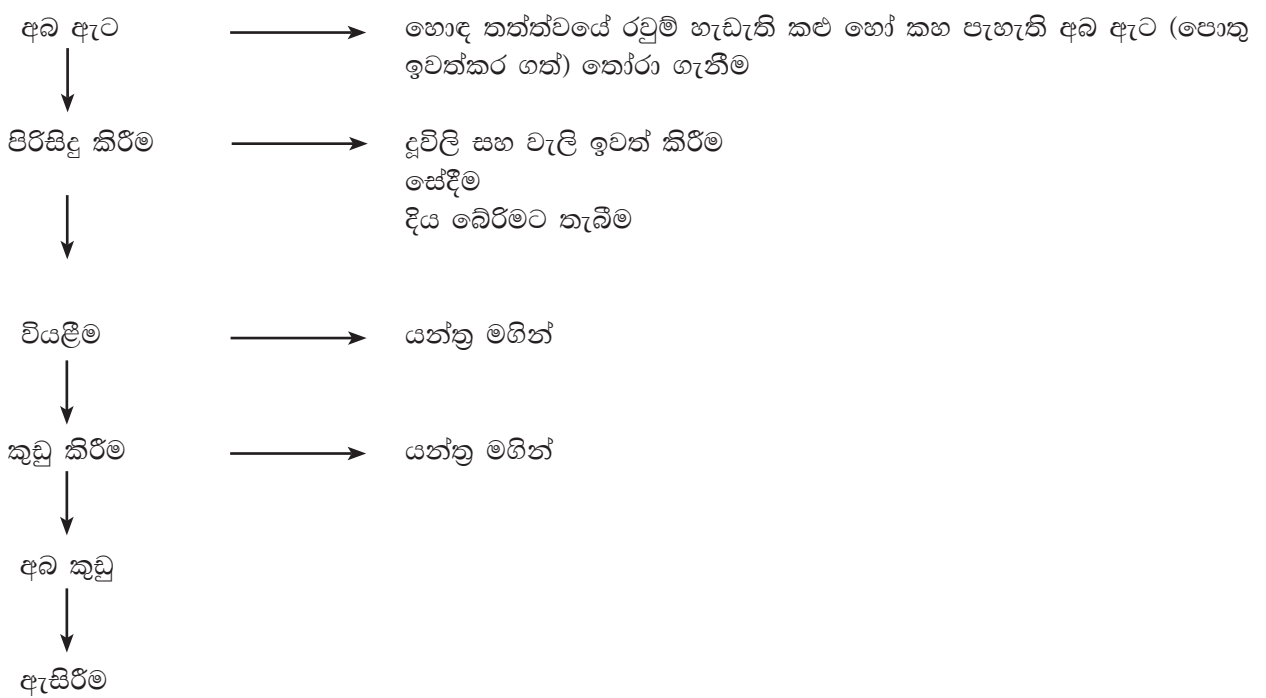 අබ ඇට හොඳ තත්ත්වයේ රවුම් හැඩැති කළු හෝ කහ පැහැති අබ ඇට (පොතු
ඉවත්කර ගත්) තෝරා ගැනීම
පිරිසිදු කිරීම දූවිලි සහ වැලි ඉවත් කිරීම
සේදීම
දිය බේරිමට තැබීම
වියළීම යන්ත්‍ර මගින්
කුඩු කිරීම යන්ත්‍ර මගින්
අබ කුඩු
ඇසිරීම